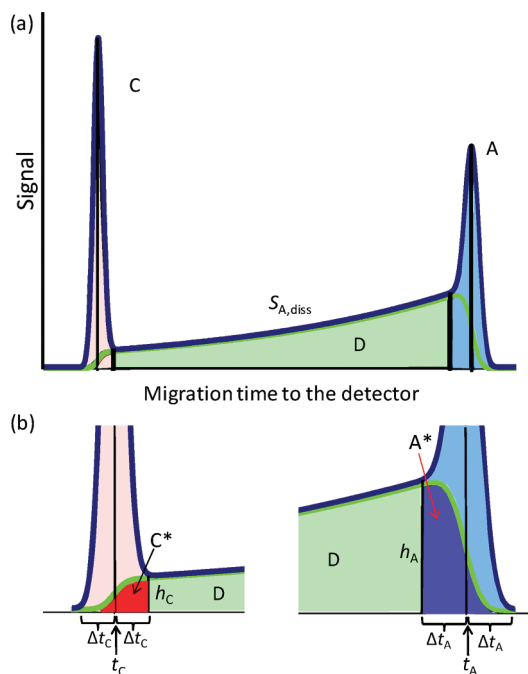 (a)
C
A
Signal
S_A,diss
D
Migration time to the detector
(b)
A*
C*
h_C
D
D
h_A
Δt_C Δt_C
t_C
Δt_A Δt_A
t_A